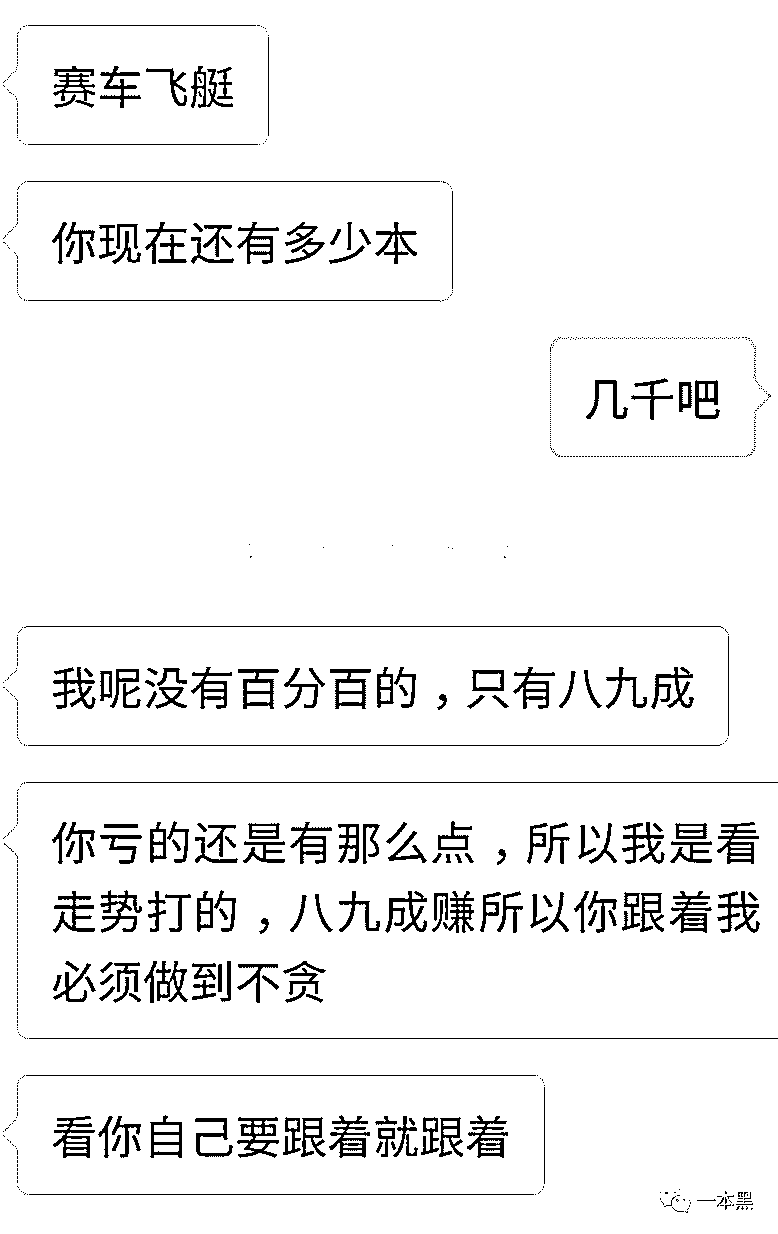 赛车飞艇
你现在还有多少本
几千吧
我呢没有百分百的，只有八九成
你亏的还是有那么点，所以我是看
走势打的，八九成赚所以你跟着我
必须做到不贪
看你自己要跟着就跟着
一本黑